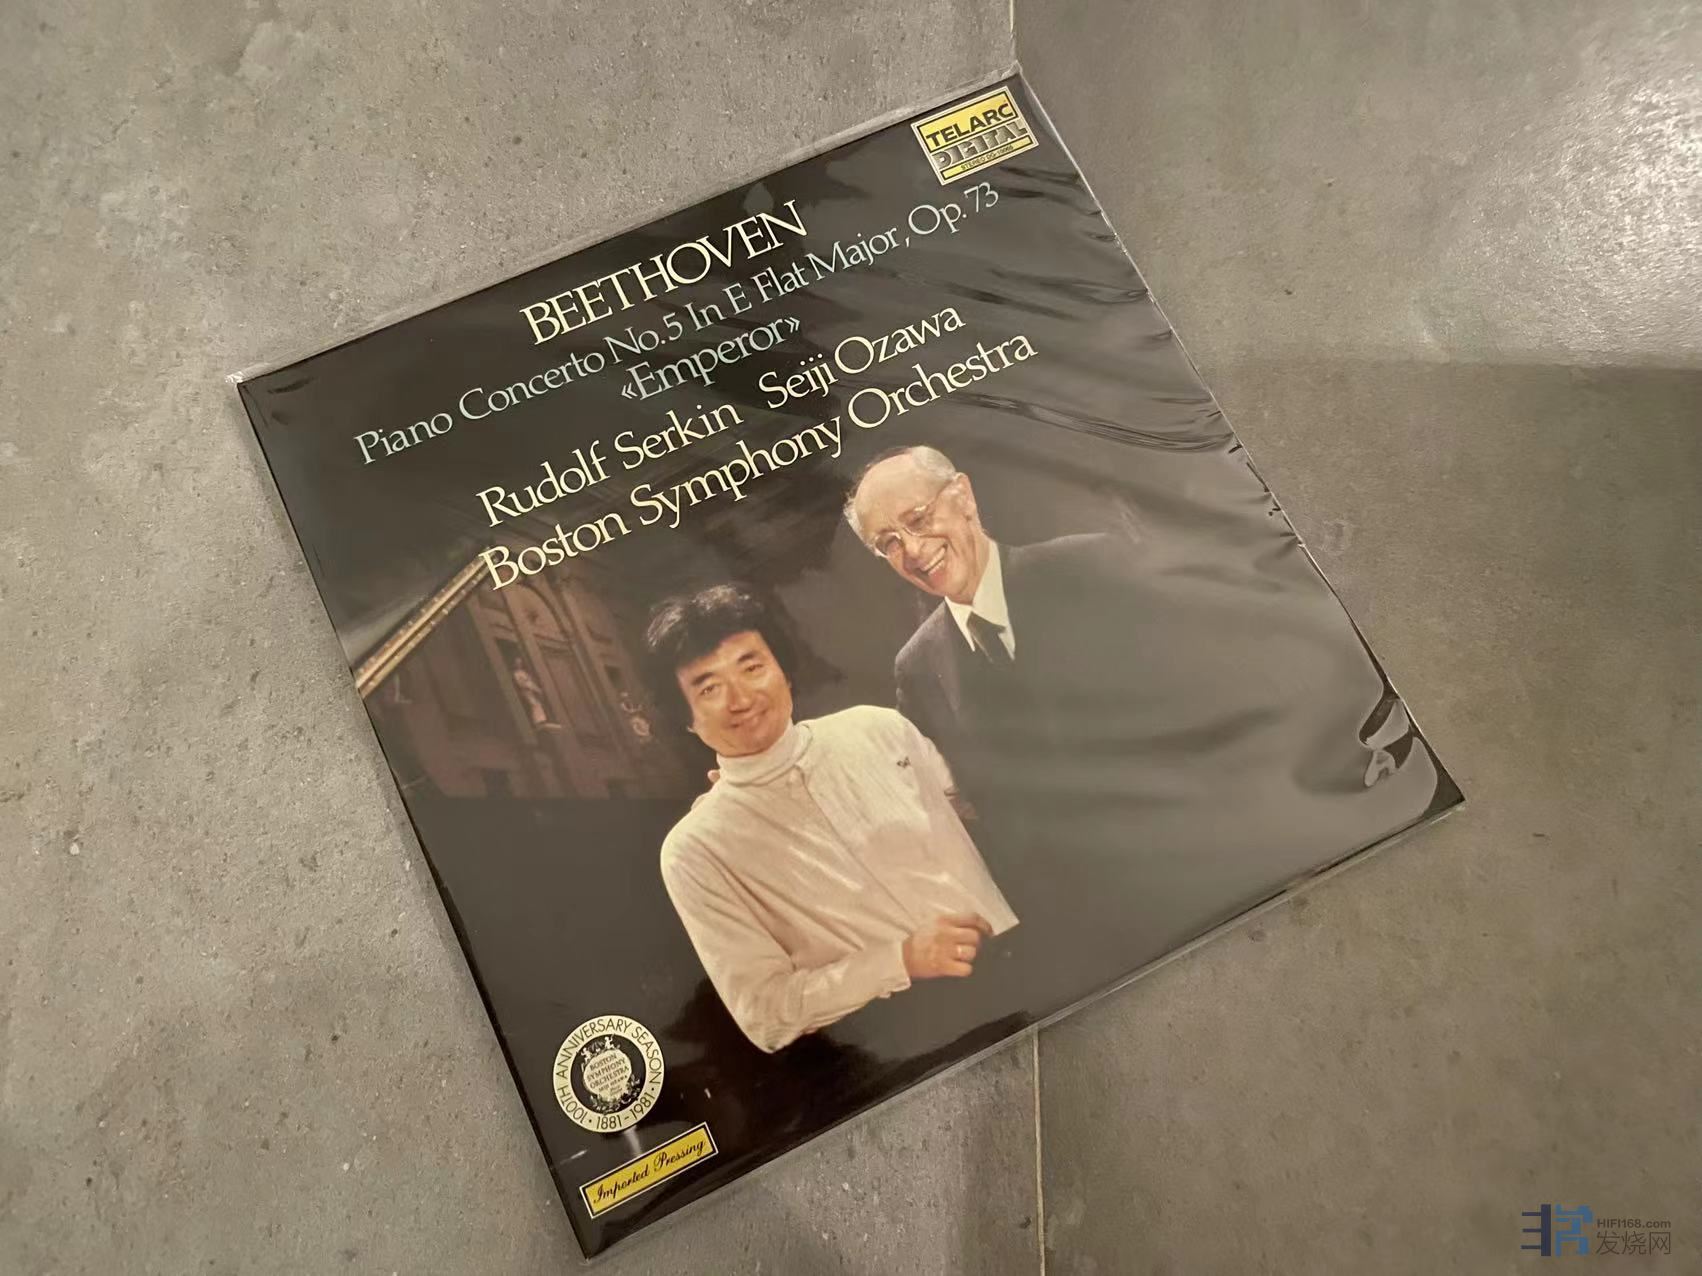 TELARC
DIGITAL
BEETHOVEN
Piano Concerto No.5 In E Flat Major, Op.73
«Emperor»
Rudolf Serkin Seiji Ozawa
Boston Symphony Orchestra
100TH ANNIVERSARY SEASON · 1881-1981 ·
BOSTON
SYMPHONY
ORCHESTRA
Imported Pressing
HIFI168.com
发烧网